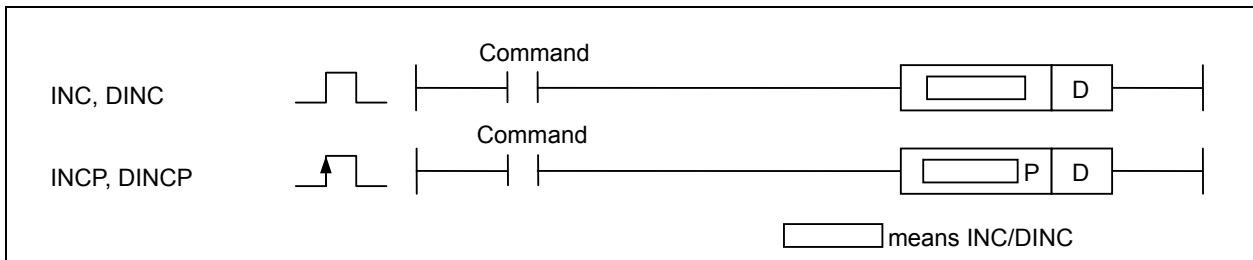 Command
INC, DINC
D
Command
INCP, DINCP
P D
means INC/DINC